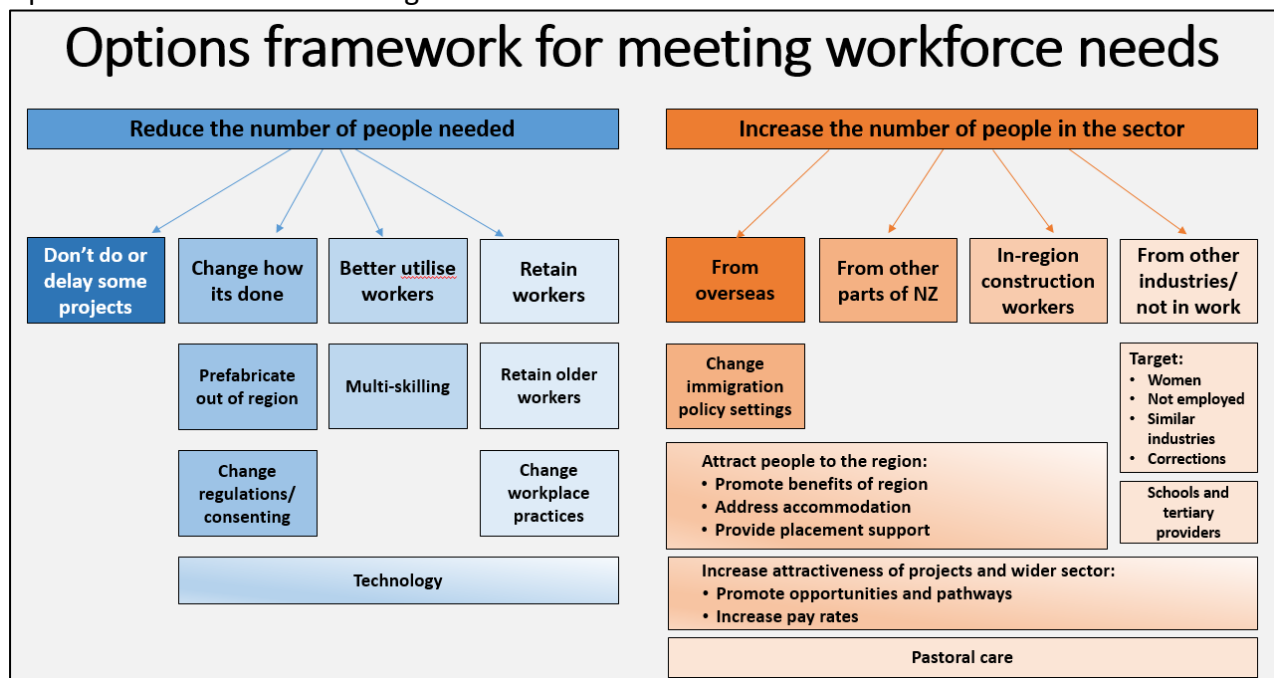 Options framework for meeting workforce needs
Reduce the number of people needed
Don't do or
delay some
projects
Change how
its done
Better utilise
workers
Retain
workers
Prefabricate
out of region
Multi-skilling
Retain older
workers
Change
regulations/
consenting
Change
workplace
practices
Technology
Increase the number of people in the sector
From
overseas
From other
parts of NZ
In-region
construction
workers
From other
industries/
not in work
Change
immigration
policy settings
Target:
• Women
• Not employed
• Similar
industries
• Corrections
Attract people to the region:
• Promote benefits of region
• Address accommodation
• Provide placement support
Schools and
tertiary
providers
Increase attractiveness of projects and wider sector:
• Promote opportunities and pathways
• Increase pay rates
Pastoral care